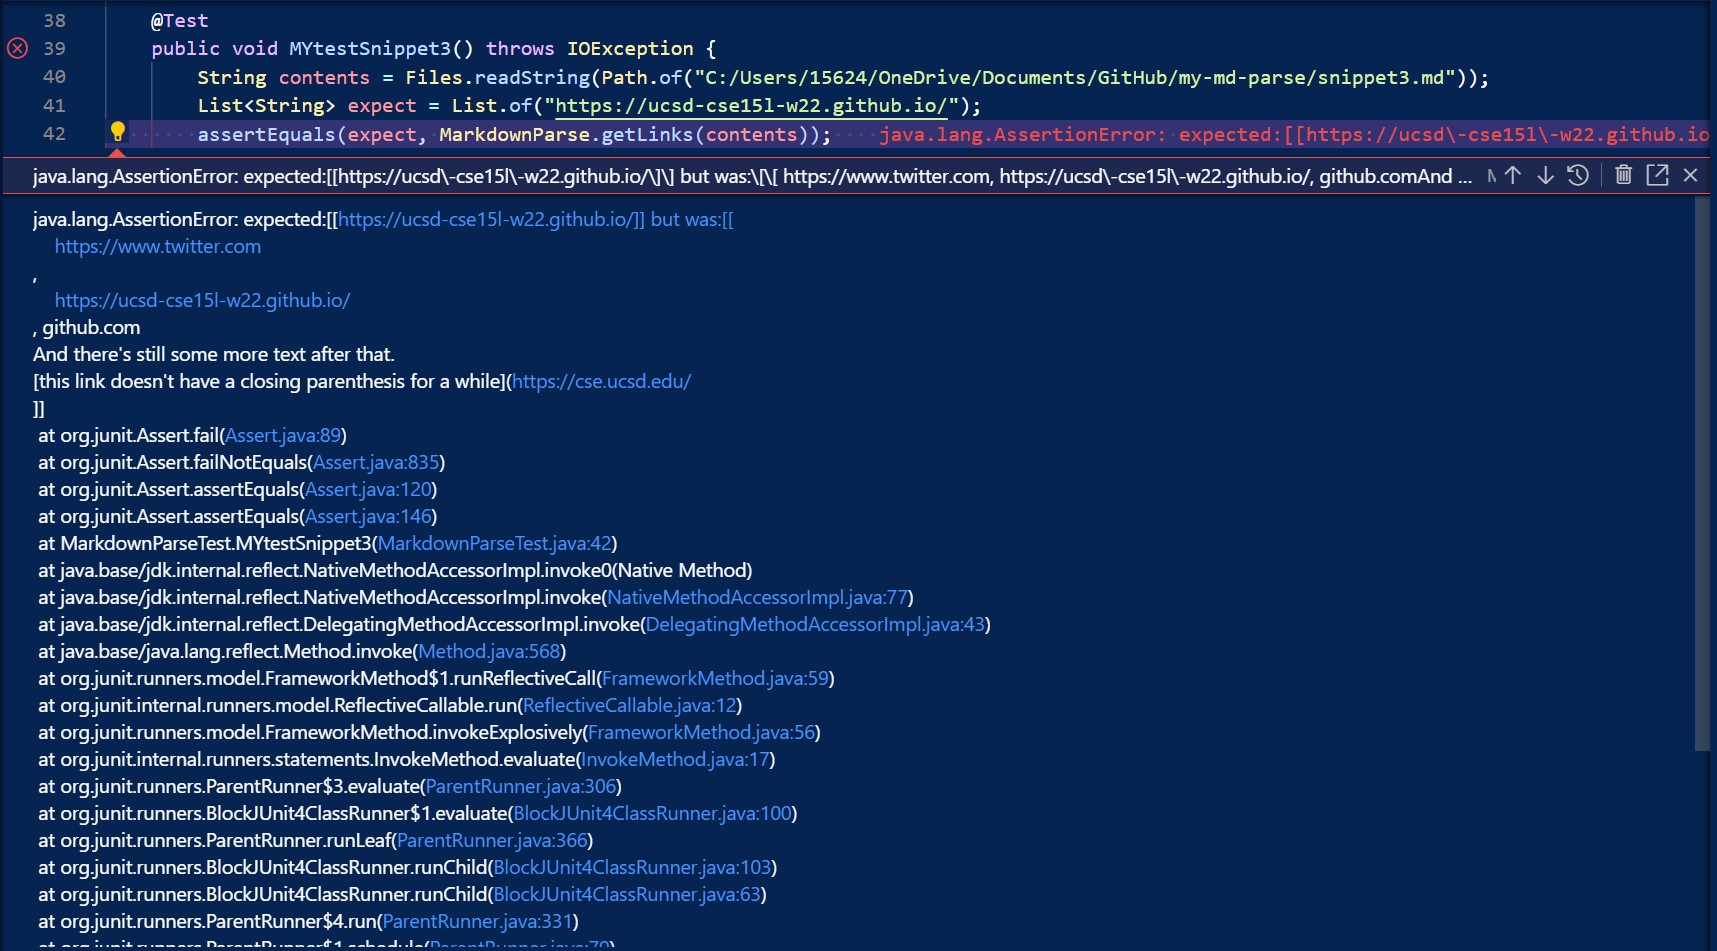 38 @Test
39 public void MYtestSnippet3() throws IOException {
40 String contents = Files.readString(Path.of("C:/Users/15624/OneDrive/Documents/GitHub/my-md-parse/snippet3.md"));
41 List<String> expect = List.of("https://ucsd-cse15l-w22.github.io/");
42 assertEquals(expect, MarkdownParse.getLinks(contents)); java.lang.AssertionError: expected:[[https://ucsd\-cse15l\-w22.github.io
java.lang.AssertionError: expected:[[https://ucsd\-cse15l\-w22.github.io/\]\] but was:\[\[ https://www.twitter.com, https://ucsd\-cse15l\-w22.github.io/, github.comAnd ...
java.lang.AssertionError: expected:[[https://ucsd-cse15l-w22.github.io/]] but was:[[
https://www.twitter.com
,
https://ucsd-cse15l-w22.github.io/
, github.com
And there's still some more text after that.
[this link doesn't have a closing parenthesis for a while](https://cse.ucsd.edu/
]]
at org.junit.Assert.fail(Assert.java:89)
at org.junit.Assert.failNotEquals(Assert.java:835)
at org.junit.Assert.assertEquals(Assert.java:120)
at org.junit.Assert.assertEquals(Assert.java:146)
at MarkdownParseTest.MYtestSnippet3(MarkdownParseTest.java:42)
at java.base/jdk.internal.reflect.NativeMethodAccessorImpl.invoke0(Native Method)
at java.base/jdk.internal.reflect.NativeMethodAccessorImpl.invoke(NativeMethodAccessorImpl.java:77)
at java.base/jdk.internal.reflect.DelegatingMethodAccessorImpl.invoke(DelegatingMethodAccessorImpl.java:43)
at java.base/java.lang.reflect.Method.invoke(Method.java:568)
at org.junit.runners.model.FrameworkMethod$1.runReflectiveCall(FrameworkMethod.java:59)
at org.junit.internal.runners.model.ReflectiveCallable.run(ReflectiveCallable.java:12)
at org.junit.runners.model.FrameworkMethod.invokeExplosively(FrameworkMethod.java:56)
at org.junit.internal.runners.statements.InvokeMethod.evaluate(InvokeMethod.java:17)
at org.junit.runners.ParentRunner$3.evaluate(ParentRunner.java:306)
at org.junit.runners.BlockJUnit4ClassRunner$1.evaluate(BlockJUnit4ClassRunner.java:100)
at org.junit.runners.ParentRunner.runLeaf(ParentRunner.java:366)
at org.junit.runners.BlockJUnit4ClassRunner.runChild(BlockJUnit4ClassRunner.java:103)
at org.junit.runners.BlockJUnit4ClassRunner.runChild(BlockJUnit4ClassRunner.java:63)
at org.junit.runners.ParentRunner$4.run(ParentRunner.java:331)